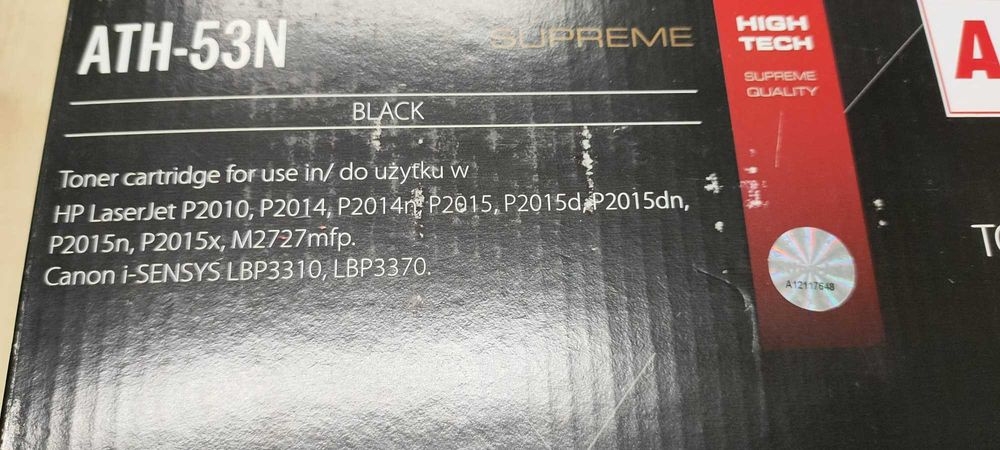 ATH-53N
SUPREME
BLACK
Toner cartridge for use in/ do użytku w
HP LaserJet P2010, P2014, P2014n, P2015, P2015d, P2015dn,
P2015n, P2015x, M2727mfp.
Canon i-SENSYS LBP3310, LBP3370.
HIGH
TECH
SUPREME
QUALITY
A12117648
A